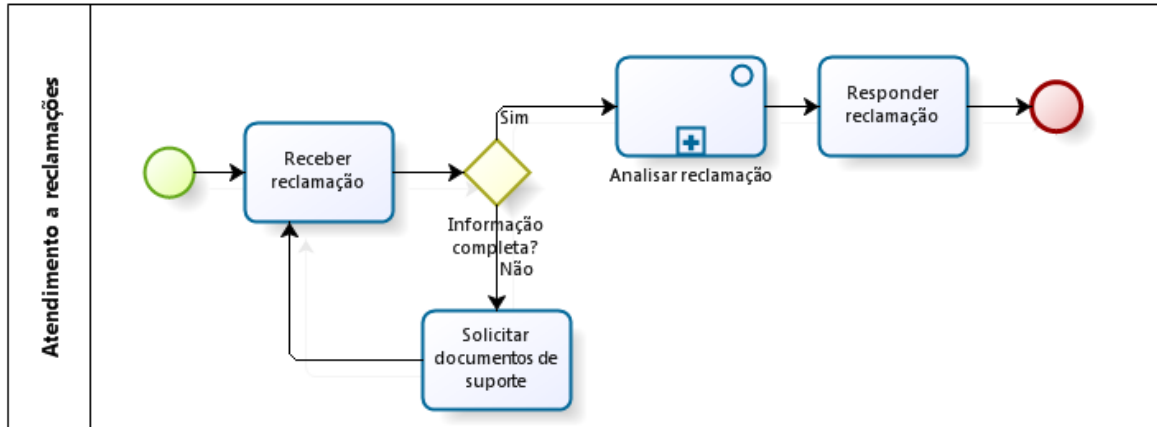 Atendimento a reclamações
Receber
reclamação
Sim
Informação
completa?
Não
Solicitar
documentos de
suporte
Analisar reclamação
Responder
reclamação